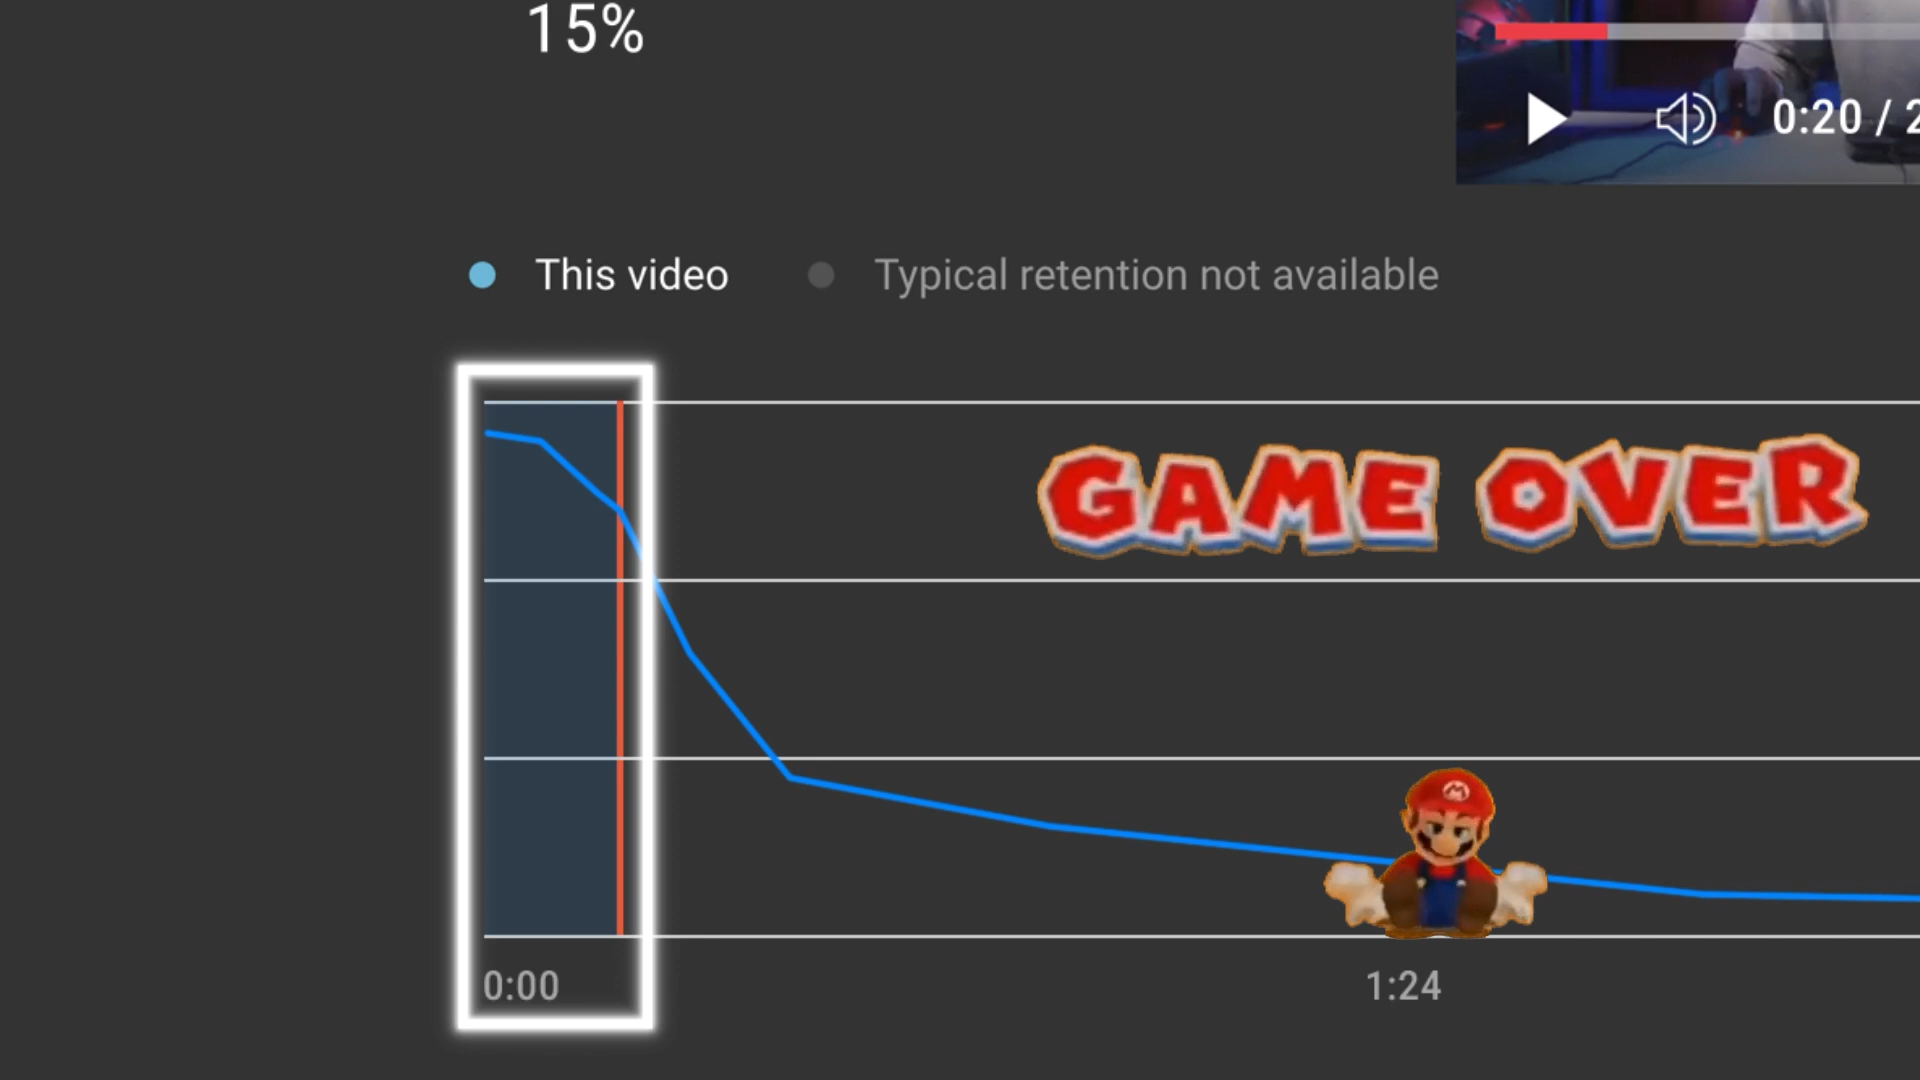 15%
0:20 / 2
This video
Typical retention not available
GAME OVER
M
0:00
1:24